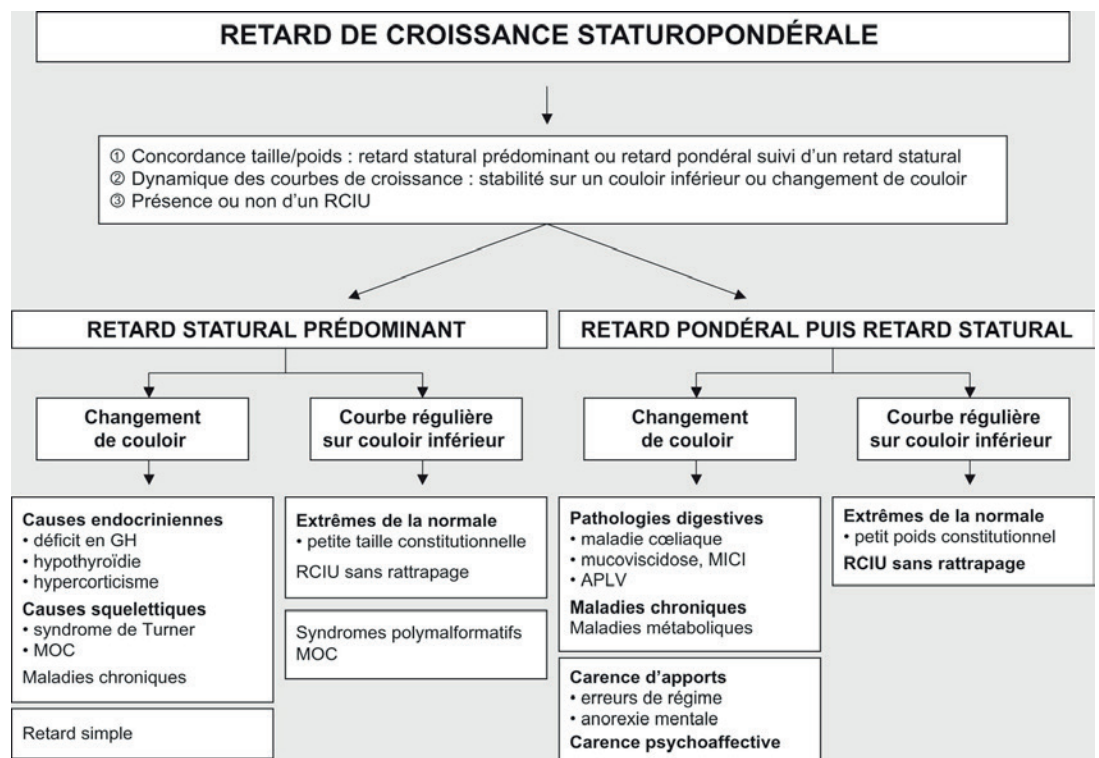 RETARD DE CROISSANCE STATUROPONDÉRALE
① Concordance taille/poids : retard statural prédominant ou retard pondéral suivi d’un retard statural
② Dynamique des courbes de croissance : stabilité sur un couloir inférieur ou changement de couloir
③ Présence ou non d’un RCIU
RETARD STATURAL PRÉDOMINANT
Changement
de couloir
Causes endocriniennes
• déficit en GH
• hypothyroïdie
• hypercorticisme
Causes squelettiques
• syndrome de Turner
• MOC
Maladies chroniques
Retard simple
Courbe régulière
sur couloir inférieur
Extrêmes de la normale
• petite taille constitutionnelle
RCIU sans rattrapage
Syndromes polymalformatifs
MOC
RETARD PONDÉRAL PUIS RETARD STATURAL
Changement
de couloir
Pathologies digestives
• maladie cœliaque
• mucoviscidose, MICI
• APLV
Maladies chroniques
Maladies métaboliques
Carence d’apports
• erreurs de régime
• anorexie mentale
Carence psychoaffective
Courbe régulière
sur couloir inférieur
Extrêmes de la normale
• petit poids constitutionnel
RCIU sans rattrapage